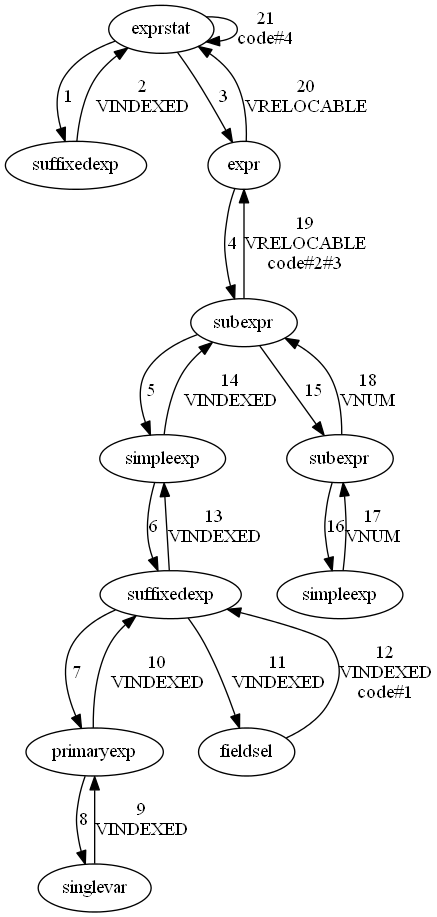 exprstat
21
code#4
1
2
VINDEXED
3
20
VRELOCABLE
suffixedexp
expr
4
19
VRELOCABLE
code#2#3
subexpr
5
14
VINDEXED
15
18
VNUM
simpleexp
subexpr
6
13
VINDEXED
16
17
VNUM
suffixedexp
simpleexp
7
10
VINDEXED
11
VINDEXED
12
VINDEXED
code#1
primaryexp
fieldsel
8
9
VINDEXED
singlevar